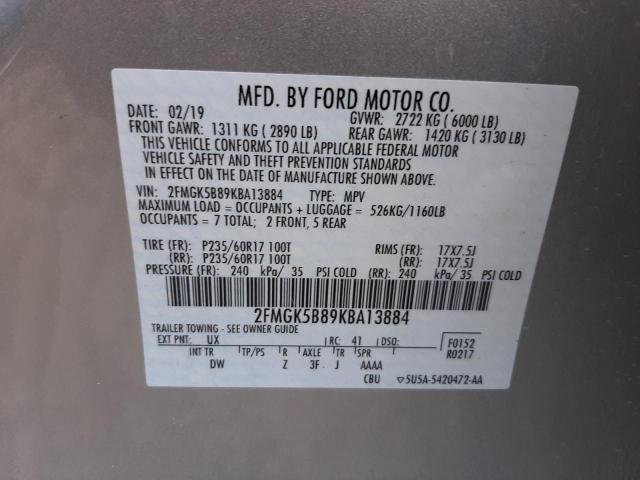 MFD. BY FORD MOTOR CO.
DATE: 02/19 GVWR: 2722 KG ( 6000 LB)
FRONT GAWR: 1311 KG ( 2890 LB) REAR GAWR: 1420 KG ( 3130 LB)
THIS VEHICLE CONFORMS TO ALL APPLICABLE FEDERAL MOTOR
VEHICLE SAFETY AND THEFT PREVENTION STANDARDS
IN EFFECT ON THE DATE OF MANUFACTURE SHOWN ABOVE.
VIN: 2FMGK5B89KBA13884 TYPE: MPV
MAXIMUM LOAD = OCCUPANTS + LUGGAGE = 526KG/1160LB
OCCUPANTS = 7 TOTAL; 2 FRONT, 5 REAR
TIRE (FR): P235/60R17 100T RIMS (FR): 17X7.5J
(RR): P235/60R17 100T (RR): 17X7.5J
PRESSURE (FR): 240 kPa/ 35 PSI COLD (RR): 240 kPa/ 35 PSI COLD
2FMGK5B89KBA13884
TRAILER TOWING - SEE OWNER GUIDE
EXT PNT: UX RC: 41 DSO: F0152
INT TR TP/PS R AXLE TR SPR R0217
DW Z 3F J AAAA
CBU ▽5U5A-5420472-AA